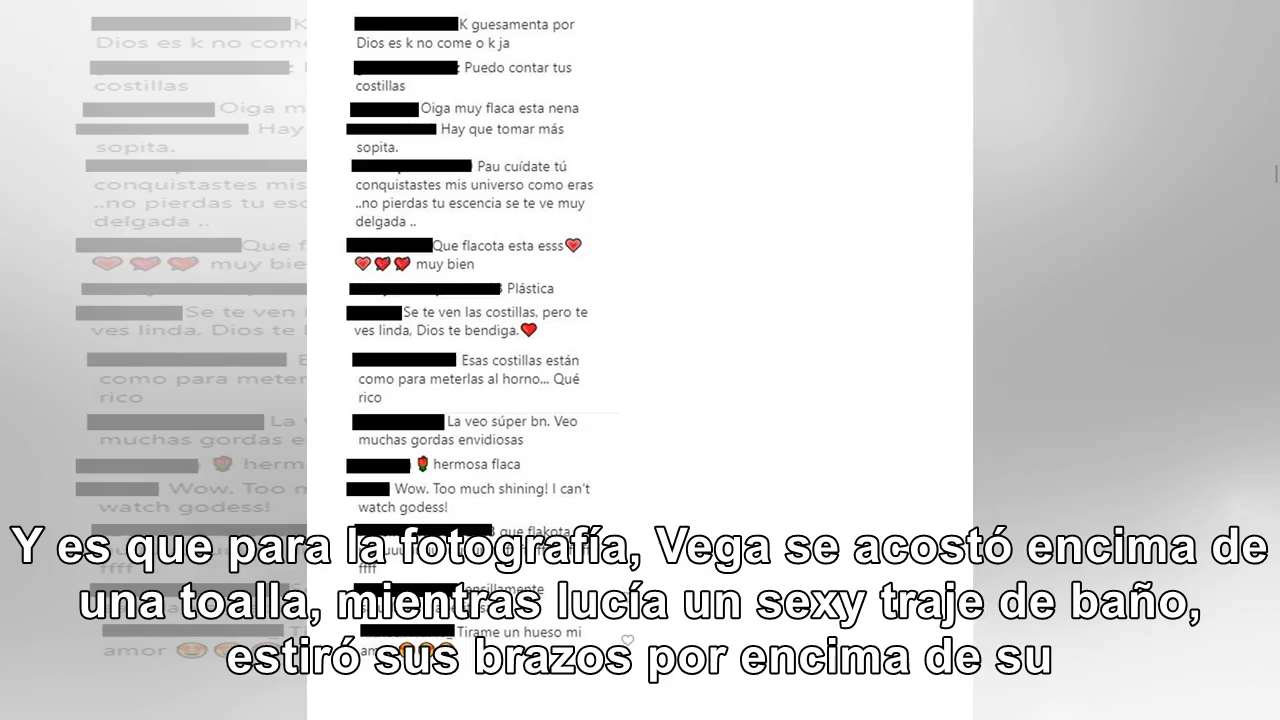 K guesamenta por
Dios es k no come o k ja
Puedo contar tus
costillas
Oiga muy flaca esta nena
Hay que tomar más
sopita.
Pau cuídate tú
conquistastes mis universo como eras
..no pierdas tu escencia se te ve muy
delgada ..
Que flacota esta esss❤
❤❤❤ muy bien
Plástica
Se te ven las costillas, pero te
ves linda, Dios te bendiga.❤
Esas costillas están
como para meterlas al horno... Qué
rico
La veo súper bn. Veo
muchas gordas envidiosas
🌹 hermosa flaca
Wow. Too much shining! I can't
watch godess!
que flakota
ffff
Tirame un hueso mi
Y es que para la fotografía, Vega se acostó encima de
una toalla, mientras lucía un sexy traje de baño,
estiró sus brazos por encima de su